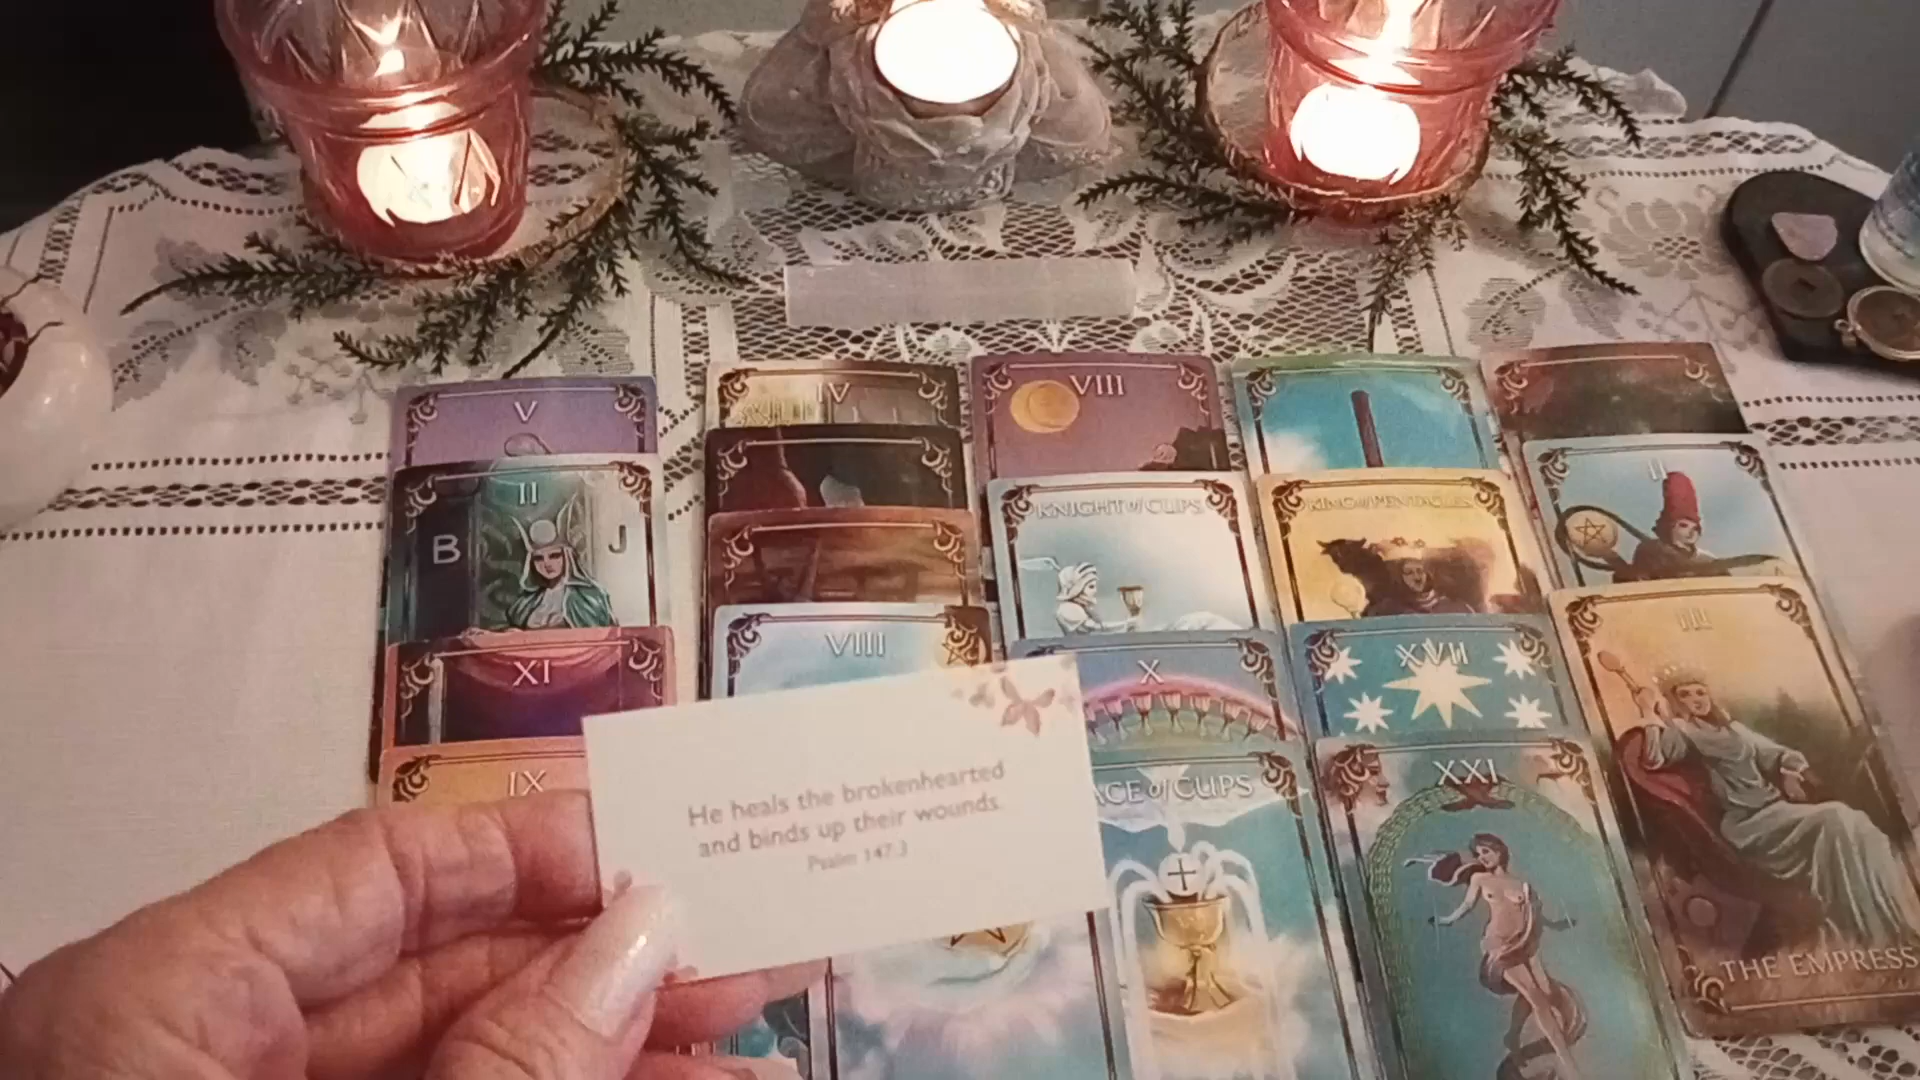 V
IV
VIII
II
B J
KNIGHT of CUPS
KING of PENTACLES
II
XI
VIII
X
XVII
III
IX
He heals the brokenhearted
and binds up their wounds.
Psalm 147:3
ACE of CUPS
XXI
THE EMPRESS